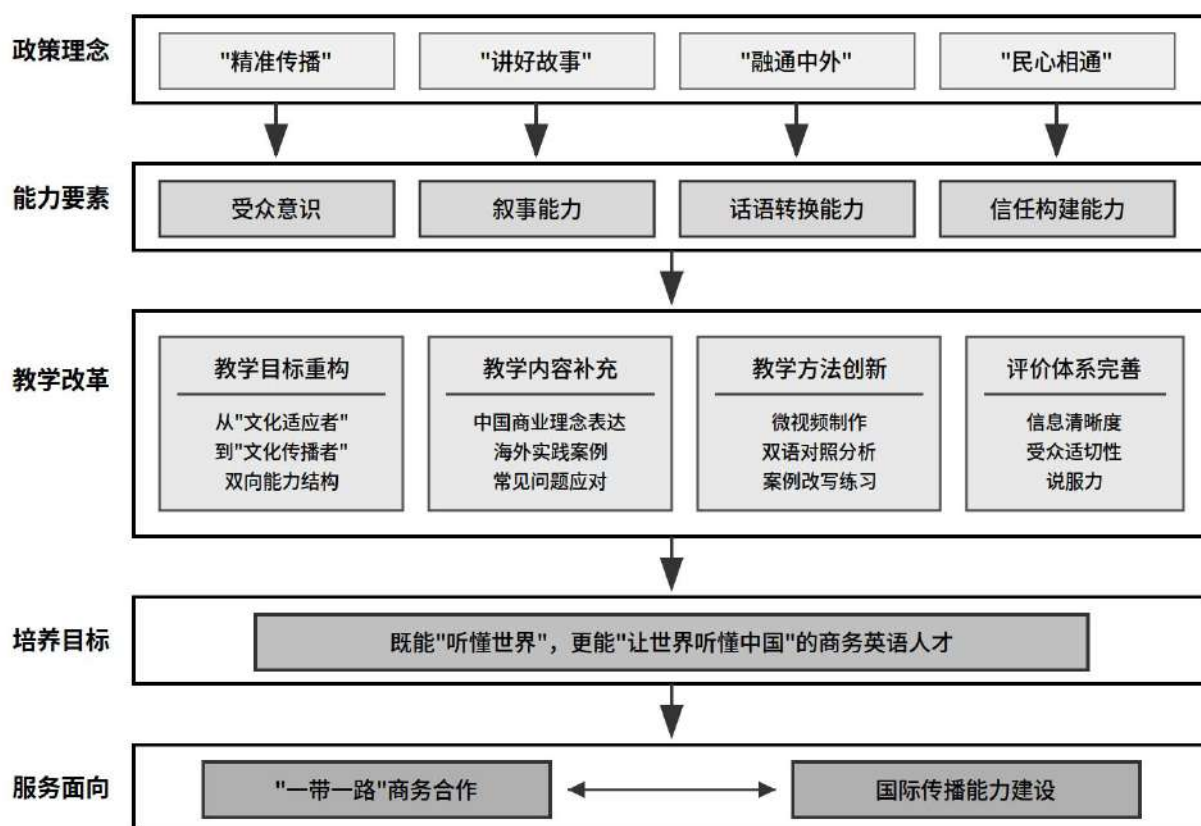 政策理念
"精准传播"
"讲好故事"
"融通中外"
"民心相通"
能力要素
受众意识
叙事能力
话语转换能力
信任构建能力
教学改革
教学目标重构
从"文化适应者"
到"文化传播者"
双向能力结构
教学内容补充
中国商业理念表达
海外实践案例
常见问题应对
教学方法创新
微视频制作
双语对照分析
案例改写练习
评价体系完善
信息清晰度
受众适切性
说服力
培养目标
既能"听懂世界"，更能"让世界听懂中国"的商务英语人才
服务面向
"一带一路"商务合作
国际传播能力建设